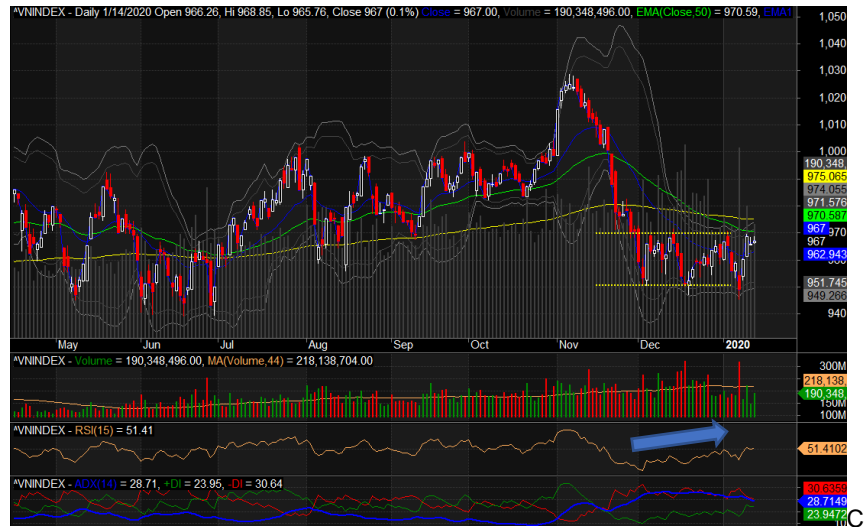 ^VNINDEX - Daily 1/14/2020 Open 966.26, Hi 968.85, Lo 965.76, Close 967 (0.1%) Close = 967.00, Volume = 190,348,496.00, EMA(Close,50) = 970.59, EMA1
1,050
1,040
1,030
1,020
1,010
1,000
190,348,
975.065
974.055
971.576
970.587
967
970
967
962.943
951.745
949.266
940
May
Jun
Jul
Aug
Sep
Oct
Nov
Dec
2020
^VNINDEX - Volume = 190,348,496.00, MA(Volume,44) = 218,138,704.00
300M
218,138,
190,348,
150M
100M
^VNINDEX - RSI(15) = 51.41
51.4102
^VNINDEX - ADX(14) = 28.71, +DI = 23.95, -DI = 30.64
30.6359
28.7149
23.9472